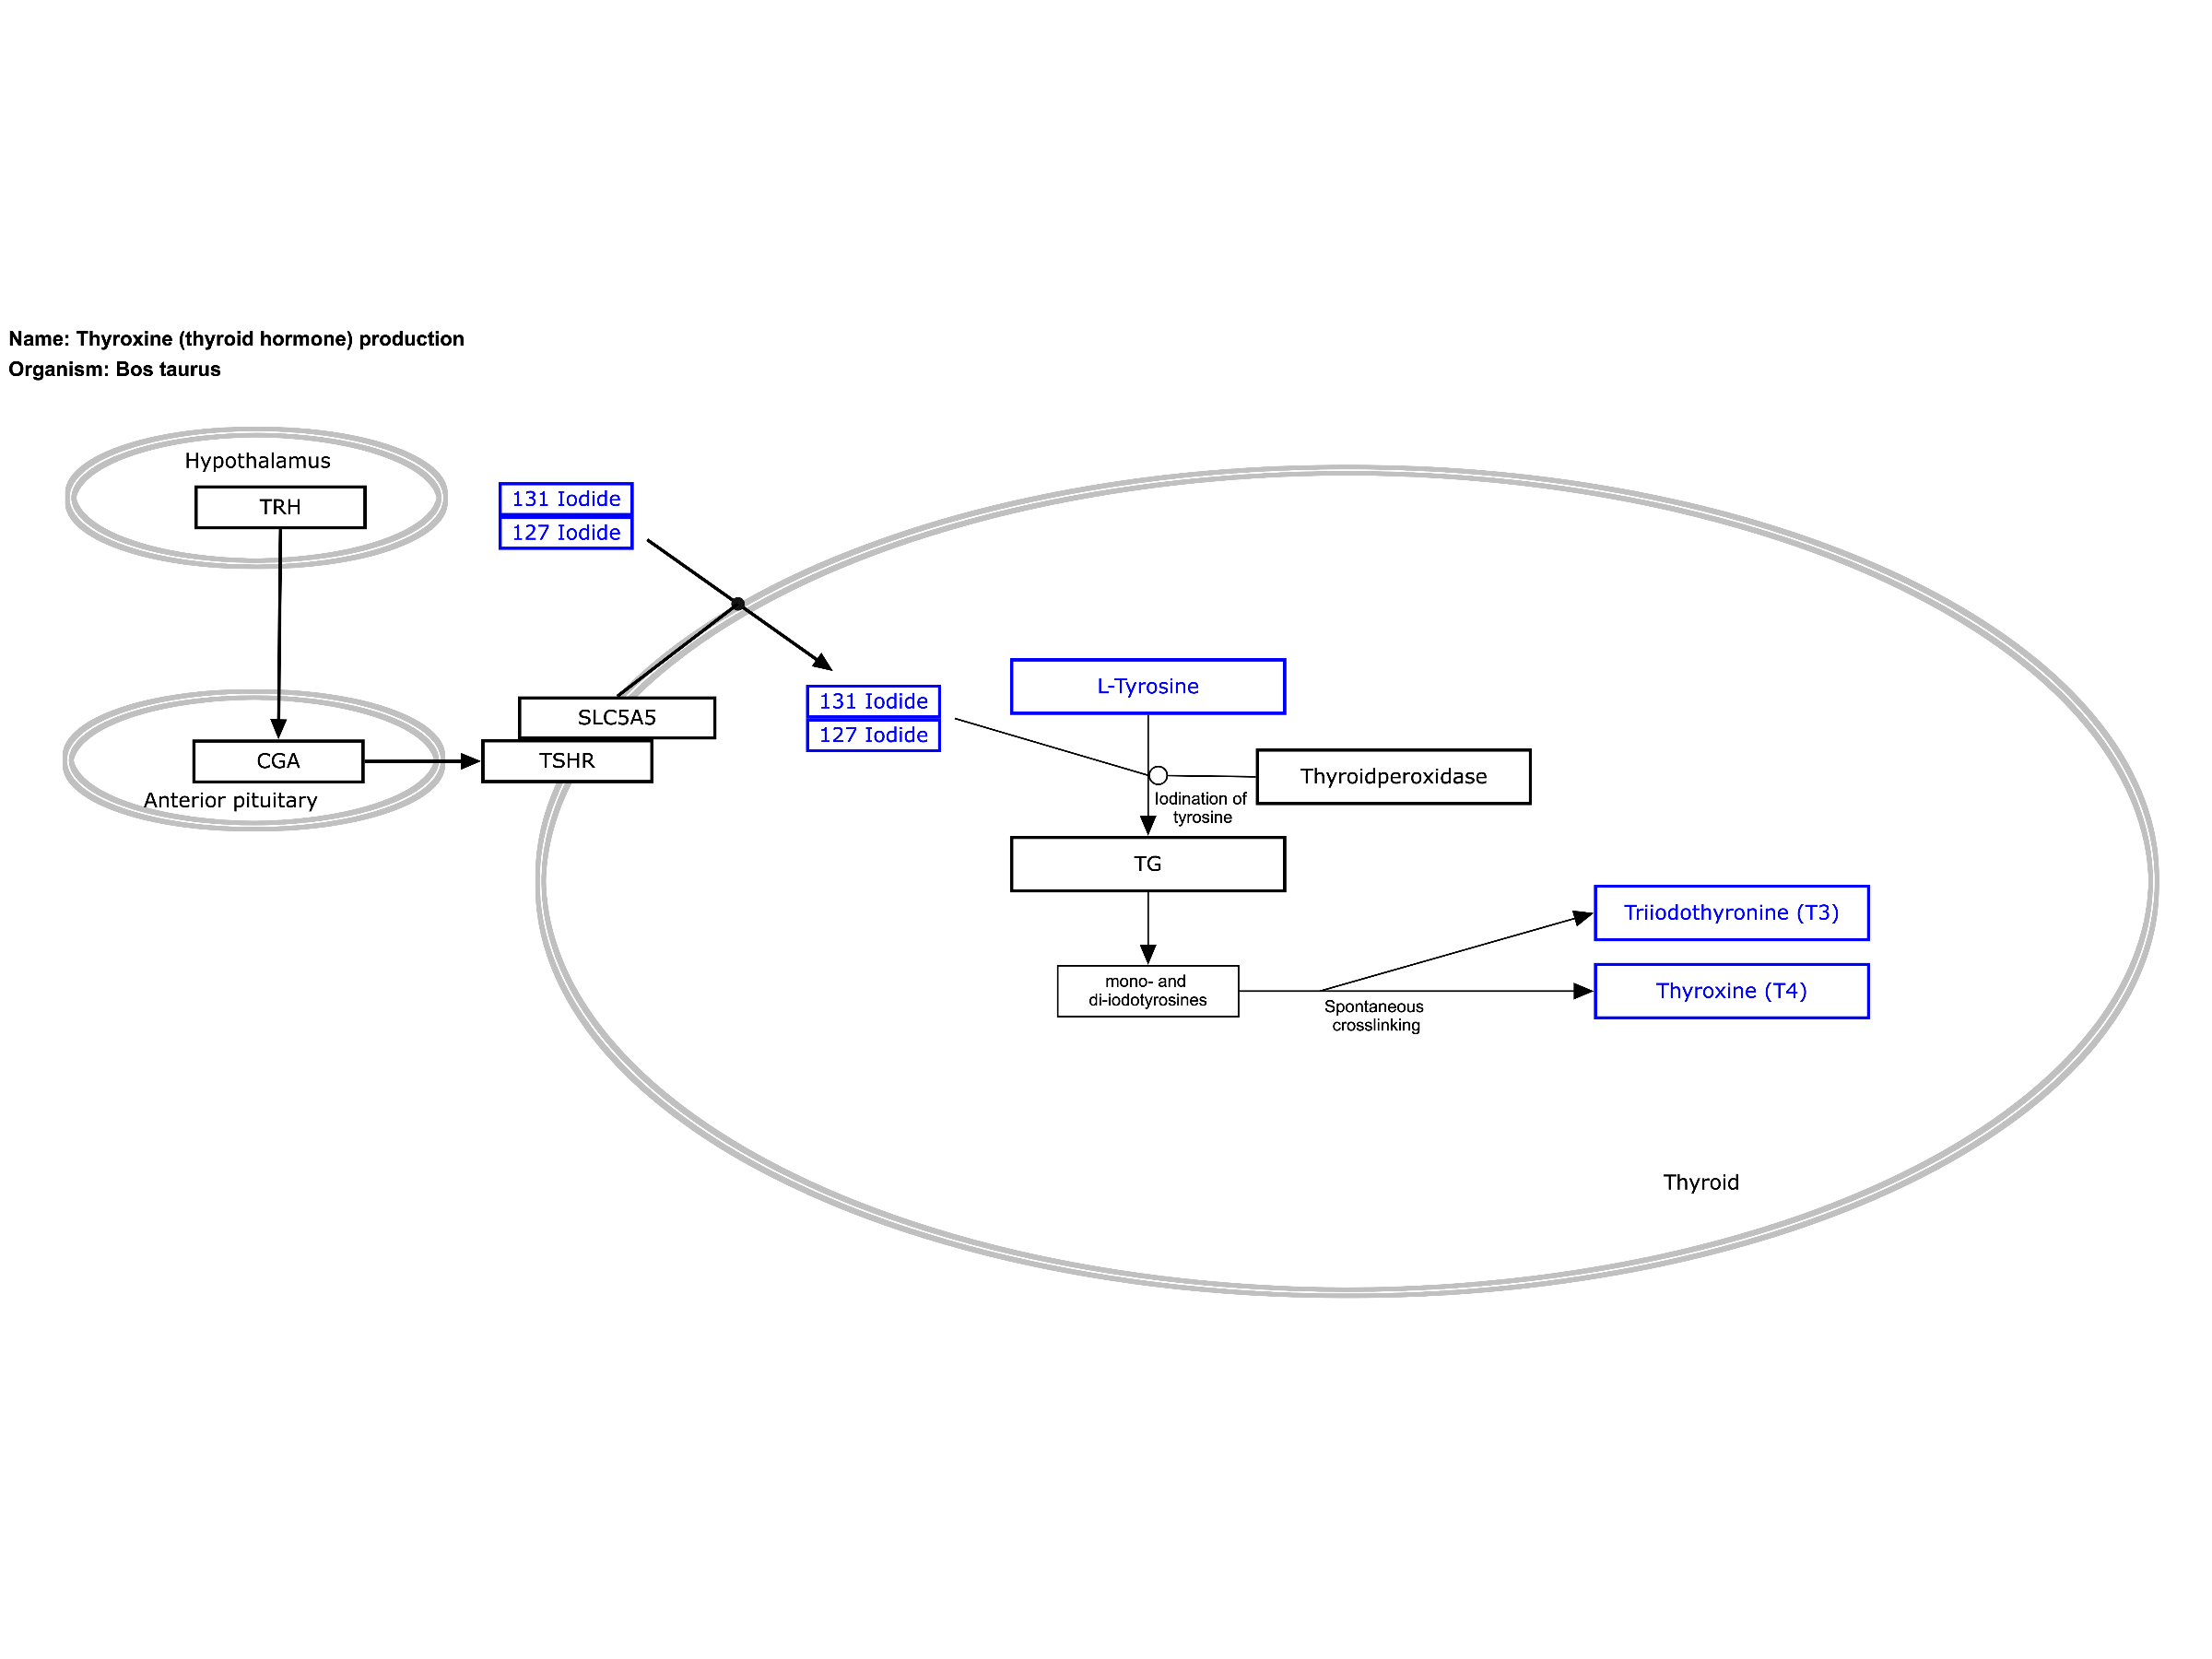 Name: Thyroxine (thyroid hormone) production
Organism: Bos taurus
Hypothalamus
TRH
131 Iodide
127 Iodide
SLC5A5
TSHR
CGA
Anterior pituitary
131 Iodide
127 Iodide
L-Tyrosine
Thyroidperoxidase
Iodination of
tyrosine
TG
mono- and
di-iodotyrosines
Spontaneous
crosslinking
Triiodothyronine (T3)
Thyroxine (T4)
Thyroid